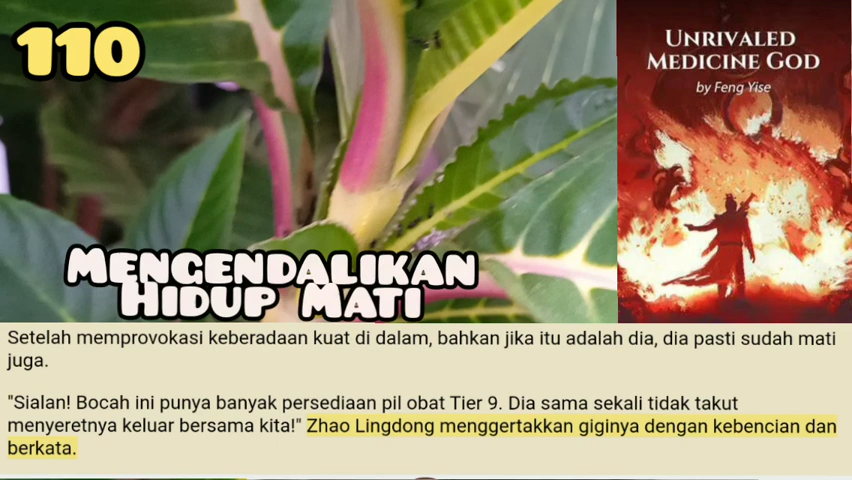 110
UNRIVALED
MEDICINE GOD
by Feng Yise
MENGENDALIKAN
HIDUP MATI
Setelah memprovokasi keberadaan kuat di dalam, bahkan jika itu adalah dia, dia pasti sudah mati
juga.
"Sialan! Bocah ini punya banyak persediaan pil obat Tier 9. Dia sama sekali tidak takut
menyeretnya keluar bersama kita!" Zhao Lingdong menggertakkan giginya dengan kebencian dan
berkata.